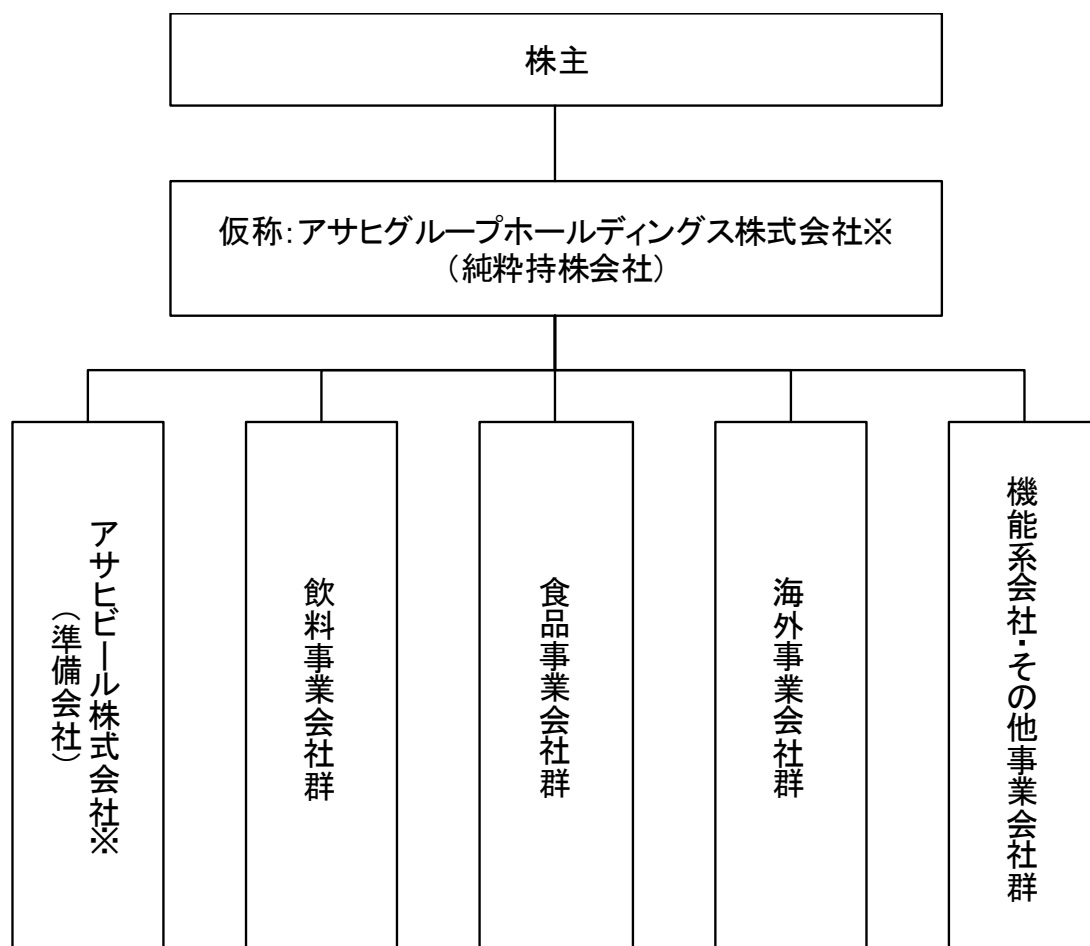 株主
仮称：アサヒグループホールディングス株式会社※
（純粋持株会社）
アサヒビール株式会社※
（準備会社）
飲料事業会社群
食品事業会社群
海外事業会社群
機能系会社・その他事業会社群